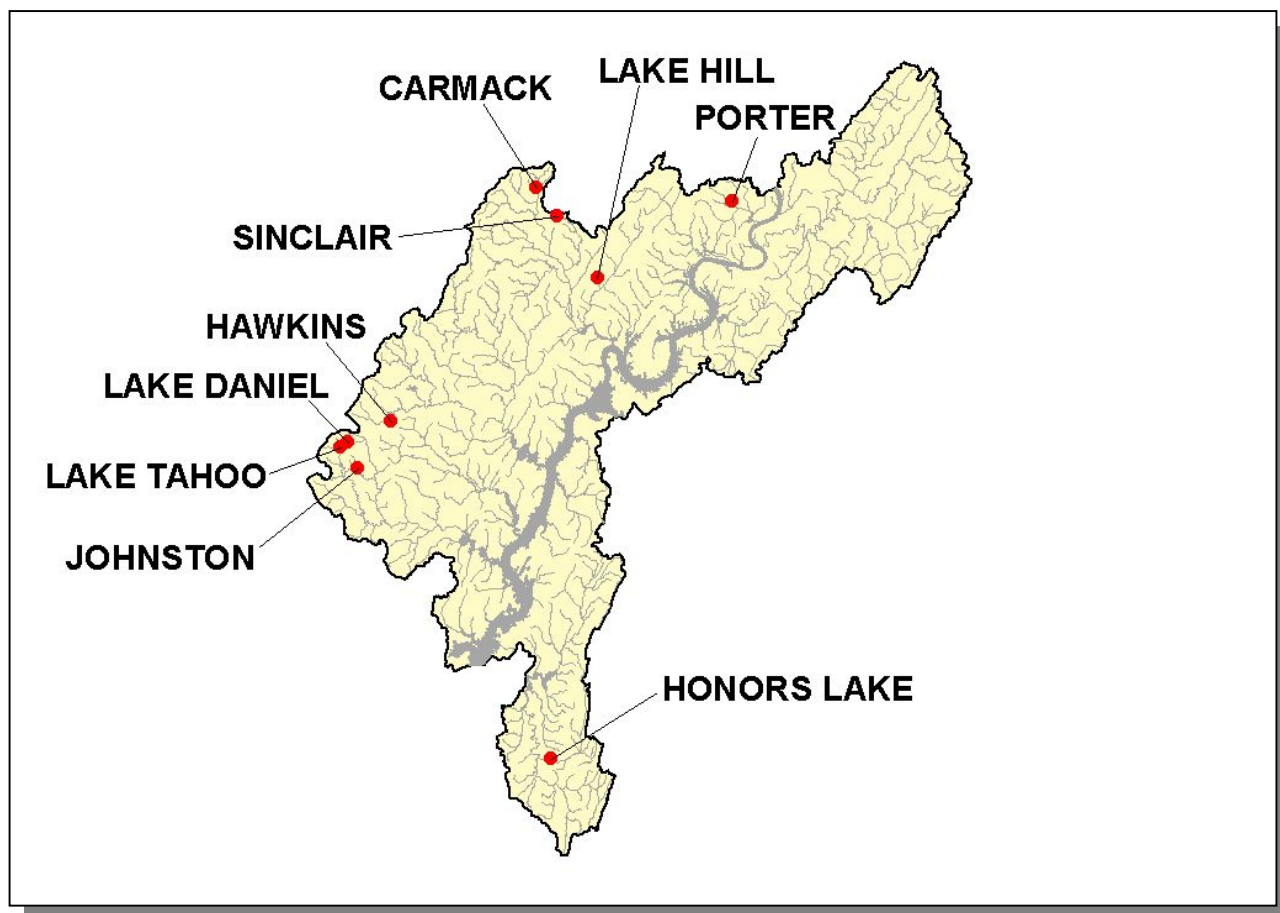 LAKE HILL
CARMACK
PORTER
SINCLAIR
HAWKINS
LAKE DANIEL
LAKE TAHOO
JOHNSTON
HONORS LAKE